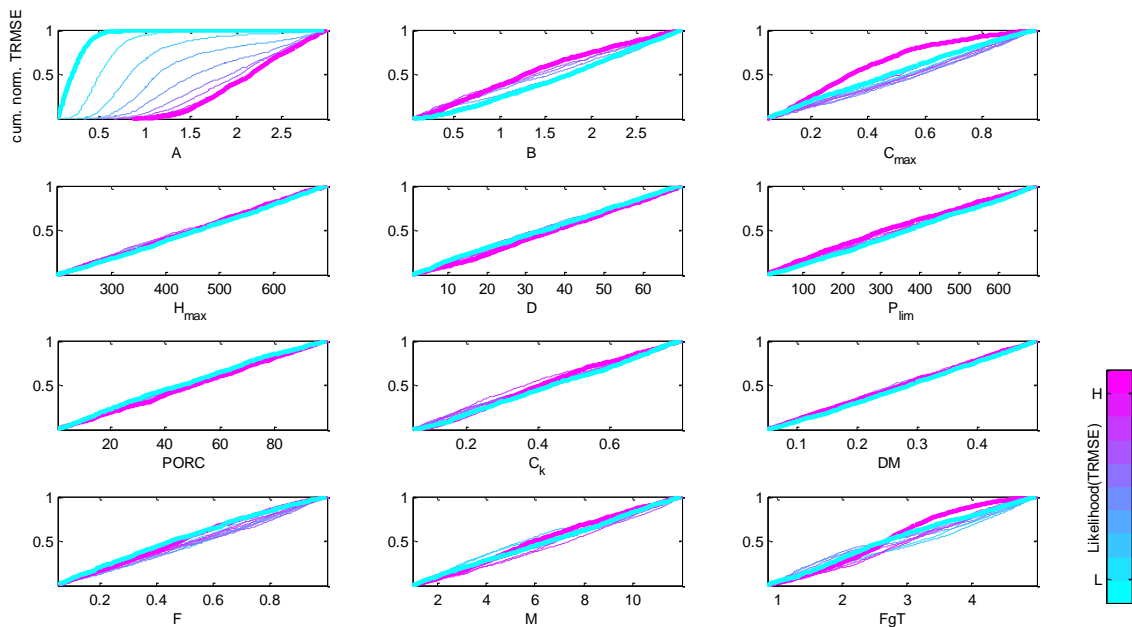 cum. norm. TRMSE
1
0.5
0.5 1 1.5 2 2.5
A
1
0.5
0.5 1 1.5 2 2.5
B
1
0.5
0.2 0.4 0.6 0.8
C_max
1
0.5
300 400 500 600
H_max
1
0.5
10 20 30 40 50 60
D
1
0.5
100 200 300 400 500 600
P_lim
1
0.5
20 40 60 80
PORC
1
0.5
0.2 0.4 0.6
C_k
1
0.5
0.1 0.2 0.3 0.4
DM
1
0.5
0.2 0.4 0.6 0.8
F
1
0.5
2 4 6 8 10
M
1
0.5
1 2 3 4
FgT
H
Likelihood(TRMSE)
L